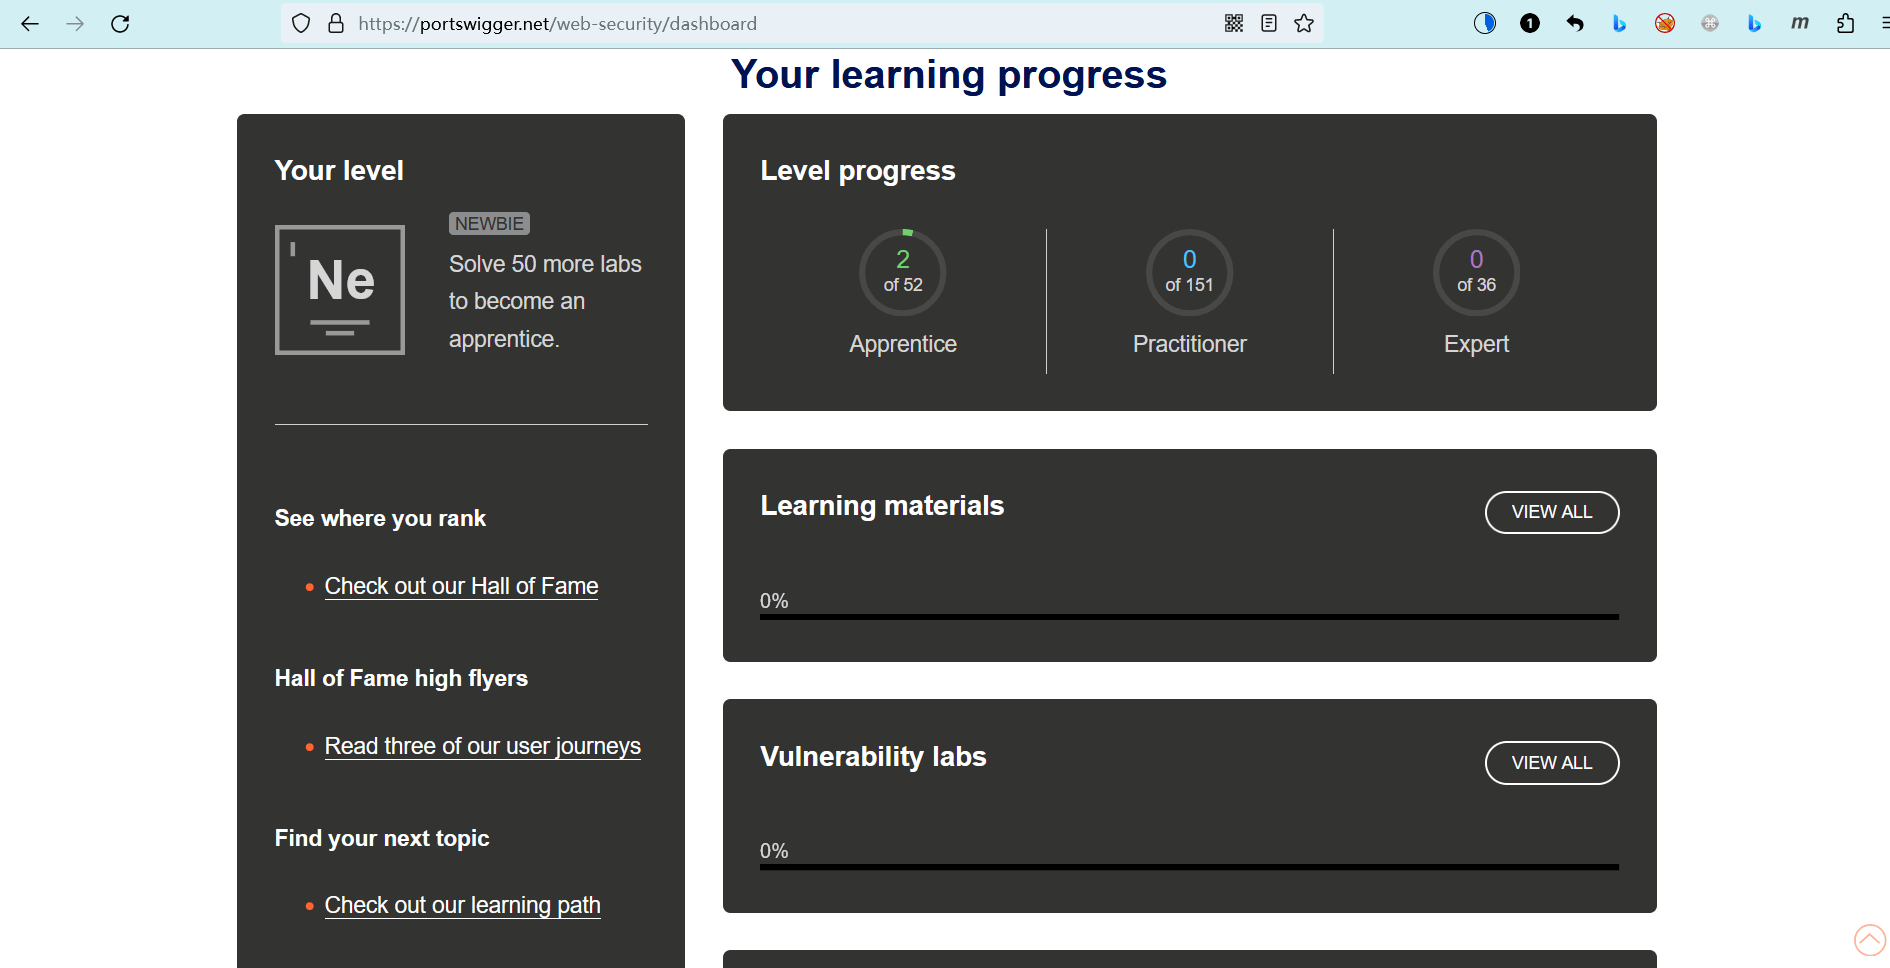 https://portswigger.net/web-security/dashboard
Your learning progress
Your level
Ne
NEWBIE
Solve 50 more labs
to become an
apprentice.
See where you rank
Check out our Hall of Fame
Hall of Fame high flyers
Read three of our user journeys
Find your next topic
Check out our learning path
Level progress
2
of 52
Apprentice
0
of 151
Practitioner
0
of 36
Expert
Learning materials
VIEW ALL
0%
Vulnerability labs
VIEW ALL
0%